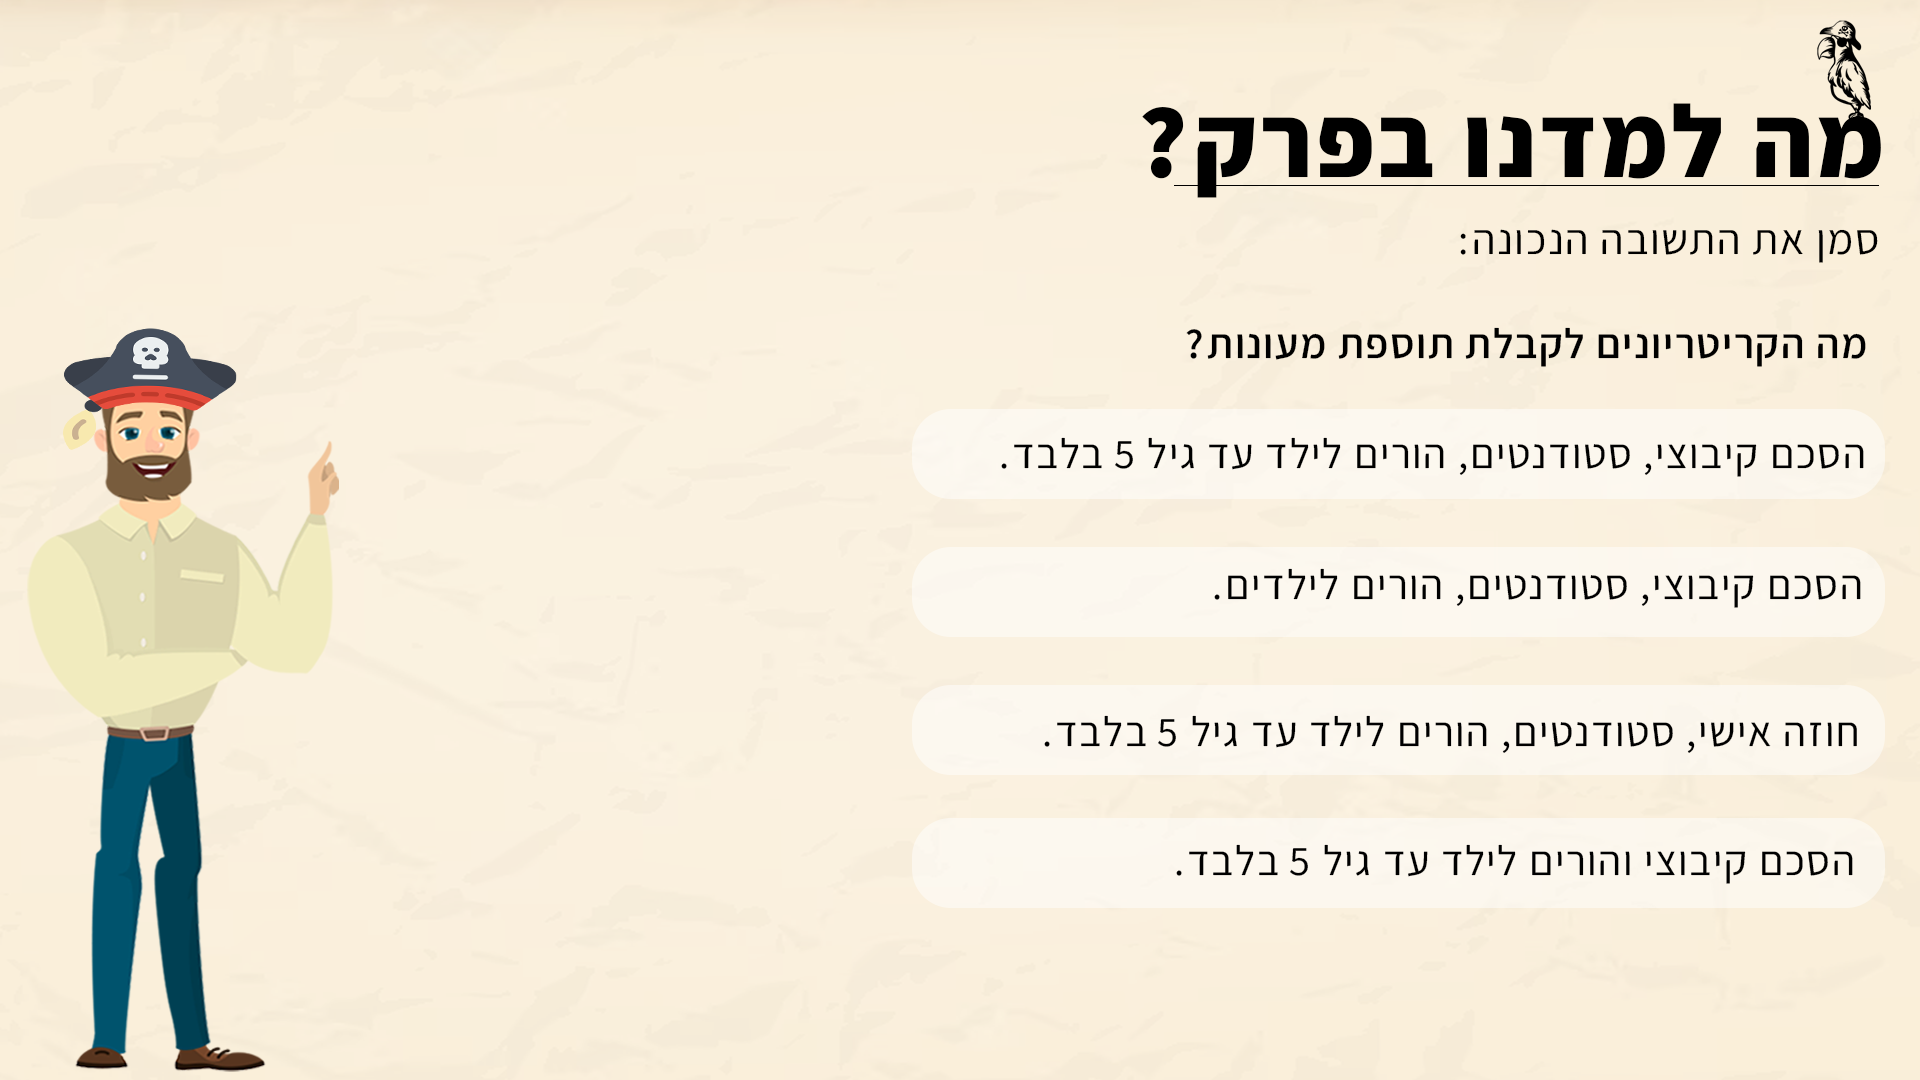 מה למדנו בפרק?
סמן את התשובה הנכונה:
מה הקריטריונים לקבלת תוספת מעונות?
הסכם קיבוצי, סטודנטים, הורים לילד עד גיל 5 בלבד.
הסכם קיבוצי, סטודנטים, הורים לילדים.
חוזה אישי, סטודנטים, הורים לילד עד גיל 5 בלבד.
הסכם קיבוצי והורים לילד עד גיל 5 בלבד.